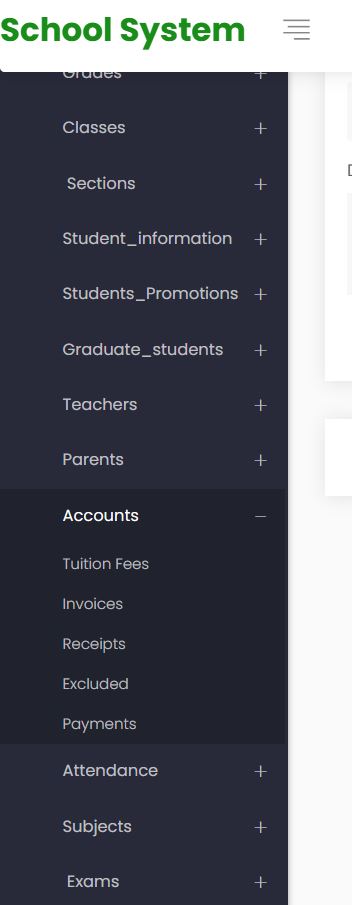 School System
Grades
Classes
Sections
Student_information
Students_Promotions
Graduate_students
Teachers
Parents
Accounts
Tuition Fees
Invoices
Receipts
Excluded
Payments
Attendance
Subjects
Exams